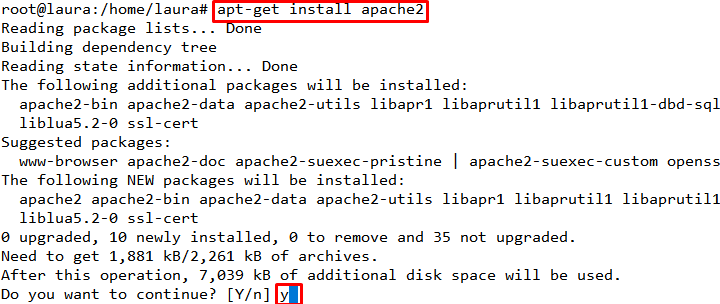 root@laura:/home/laura# apt-get install apache2
Reading package lists... Done
Building dependency tree
Reading state information... Done
The following additional packages will be installed:
  apache2-bin apache2-data apache2-utils libapr1 libaprutil1 libaprutil1-dbd-sql
  liblua5.2-0 ssl-cert
Suggested packages:
  www-browser apache2-doc apache2-suexec-pristine | apache2-suexec-custom openss
The following NEW packages will be installed:
  apache2 apache2-bin apache2-data apache2-utils libapr1 libaprutil1 libaprutil1
  liblua5.2-0 ssl-cert
0 upgraded, 10 newly installed, 0 to remove and 35 not upgraded.
Need to get 1,881 kB/2,261 kB of archives.
After this operation, 7,039 kB of additional disk space will be used.
Do you want to continue? [Y/n] y